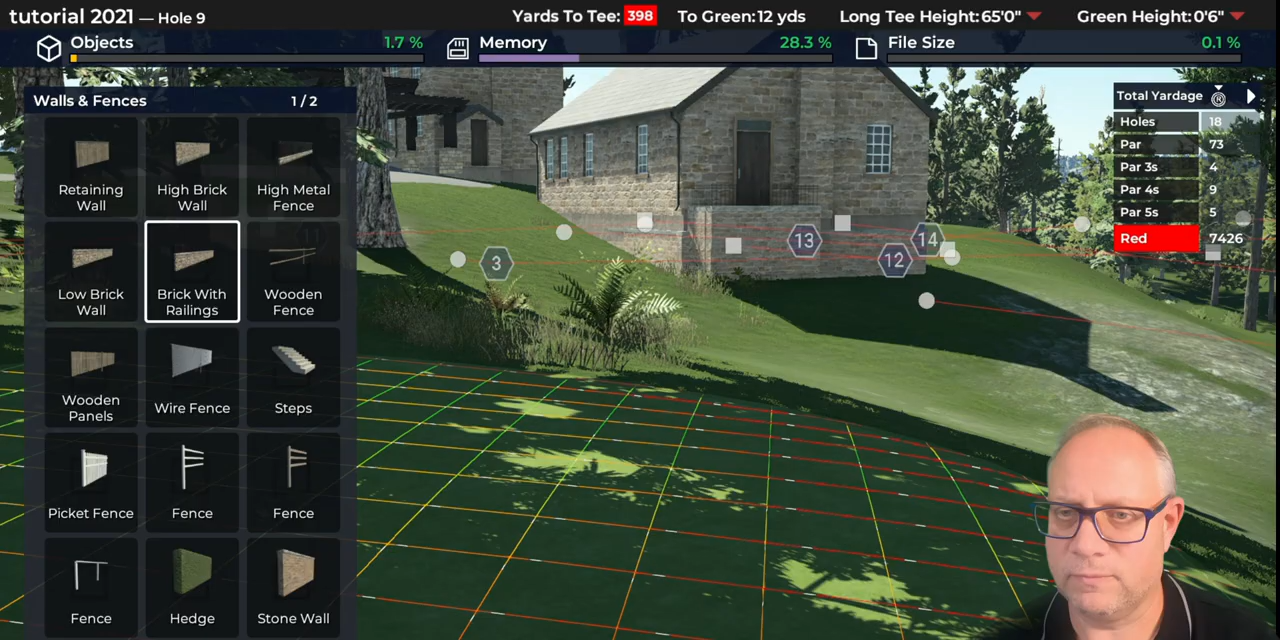 tutorial 2021 — Hole 9
Yards To Tee: 398 To Green: 12 yds Long Tee Height: 65'0" Green Height: 0'6"
Objects 1.7 %
Memory 28.3 %
File Size 0.1 %
Walls & Fences 1 / 2
Retaining Wall
High Brick Wall
High Metal Fence
Low Brick Wall
Brick With Railings
Wooden Fence
Wooden Panels
Wire Fence
Steps
Picket Fence
Fence
Fence
Fence
Hedge
Stone Wall
3
13
12
14
Total Yardage R
Holes 18
Par 73
Par 3s 4
Par 4s 9
Par 5s 5
Red 7426